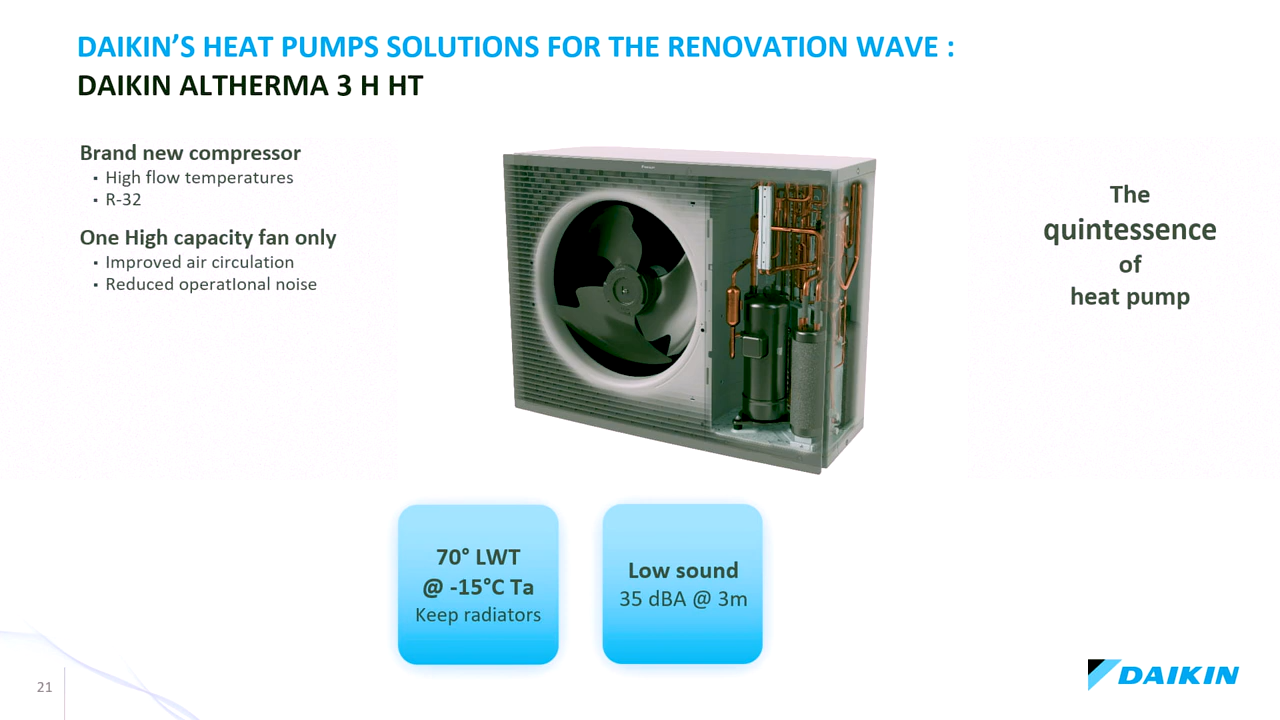 DAIKIN’S HEAT PUMPS SOLUTIONS FOR THE RENOVATION WAVE :
DAIKIN ALTHERMA 3 H HT
Brand new compressor
▪ High flow temperatures
▪ R-32
One High capacity fan only
▪ Improved air circulation
▪ Reduced operatIonal noise
The
quintessence
of
heat pump
70° LWT
@ -15°C Ta
Keep radiators
Low sound
35 dBA @ 3m
21
DAIKIN